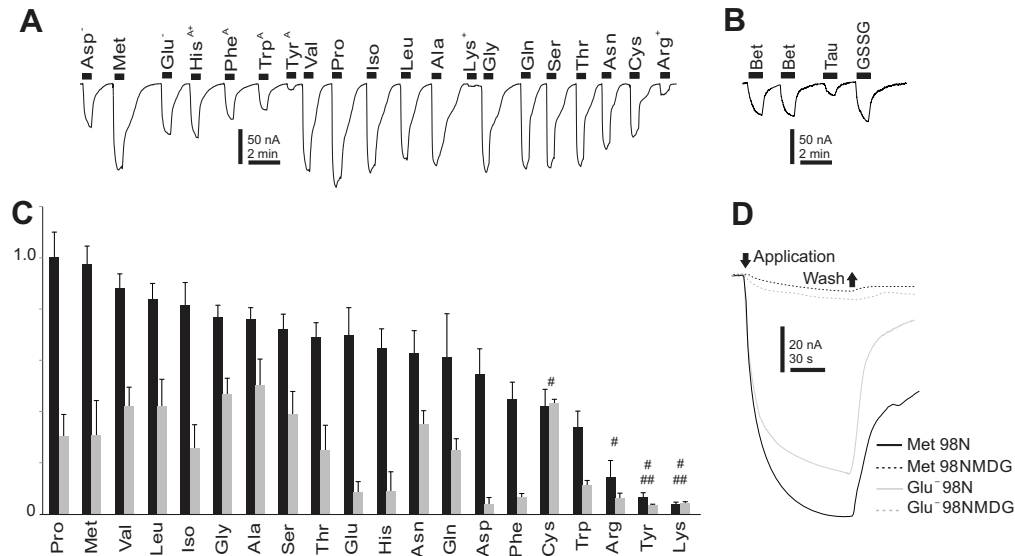 A
Asp⁻ Met Glu⁻ His ᴬ⁺ Phe ᴬ Trp ᴬ Tyr ᴬ Val Pro Iso Leu Ala Lys⁺ Gly Gln Ser Thr Asn Cys Arg⁺
50 nA
2 min
B
Bet Bet Tau GSSG
50 nA
2 min
C
1.0
0
# # # ## # ##
Pro Met Val Leu Iso Gly Ala Ser Thr Glu His Asn Gln Asp Phe Cys Trp Arg Tyr Lys
D
Application
Wash
20 nA
30 s
Met 98N
Met 98NMDG
Glu⁻ 98N
Glu⁻ 98NMDG